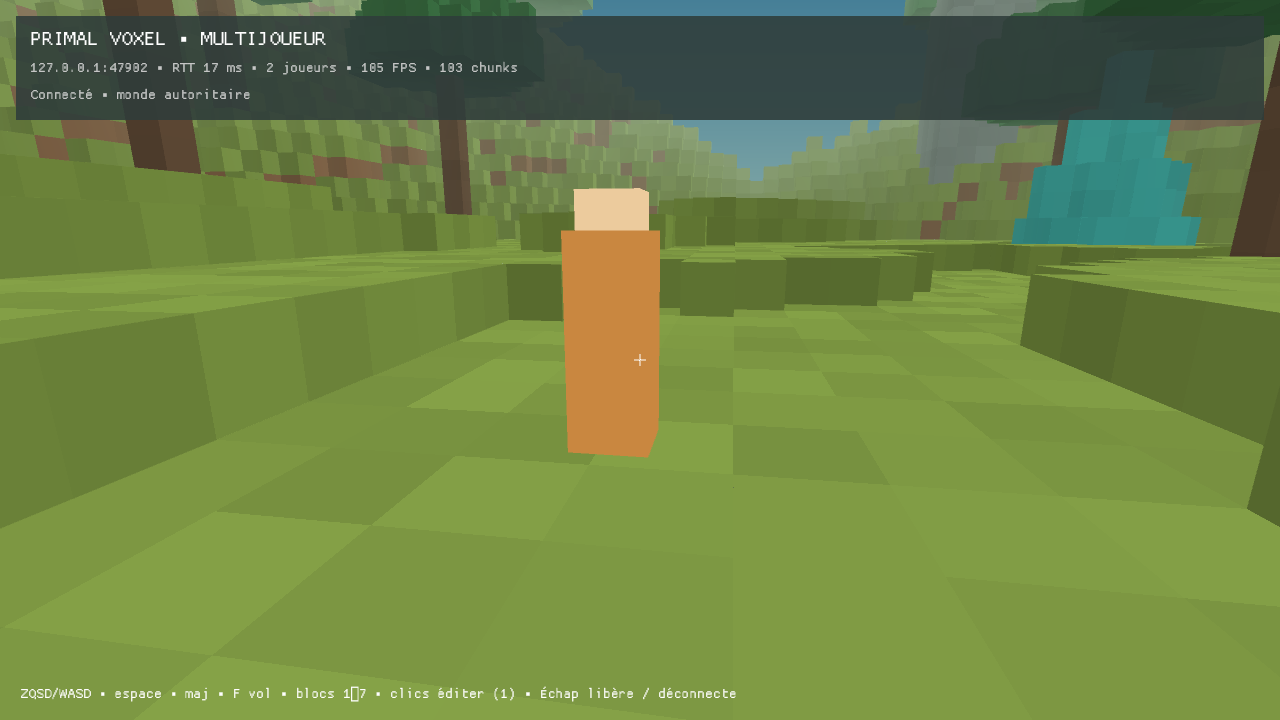 PRIMAL VOXEL ▪ MULTIJOUEUR
127.0.0.1:47902 ▪ RTT 17 ms ▪ 2 joueurs ▪ 105 FPS ▪ 103 chunks
Connecté ▪ monde autoritaire
ZQSD/WASD ▪ espace ▪ maj ▪ F vol ▪ blocs 1▯7 ▪ clics éditer (1) ▪ Échap libère / déconnecte